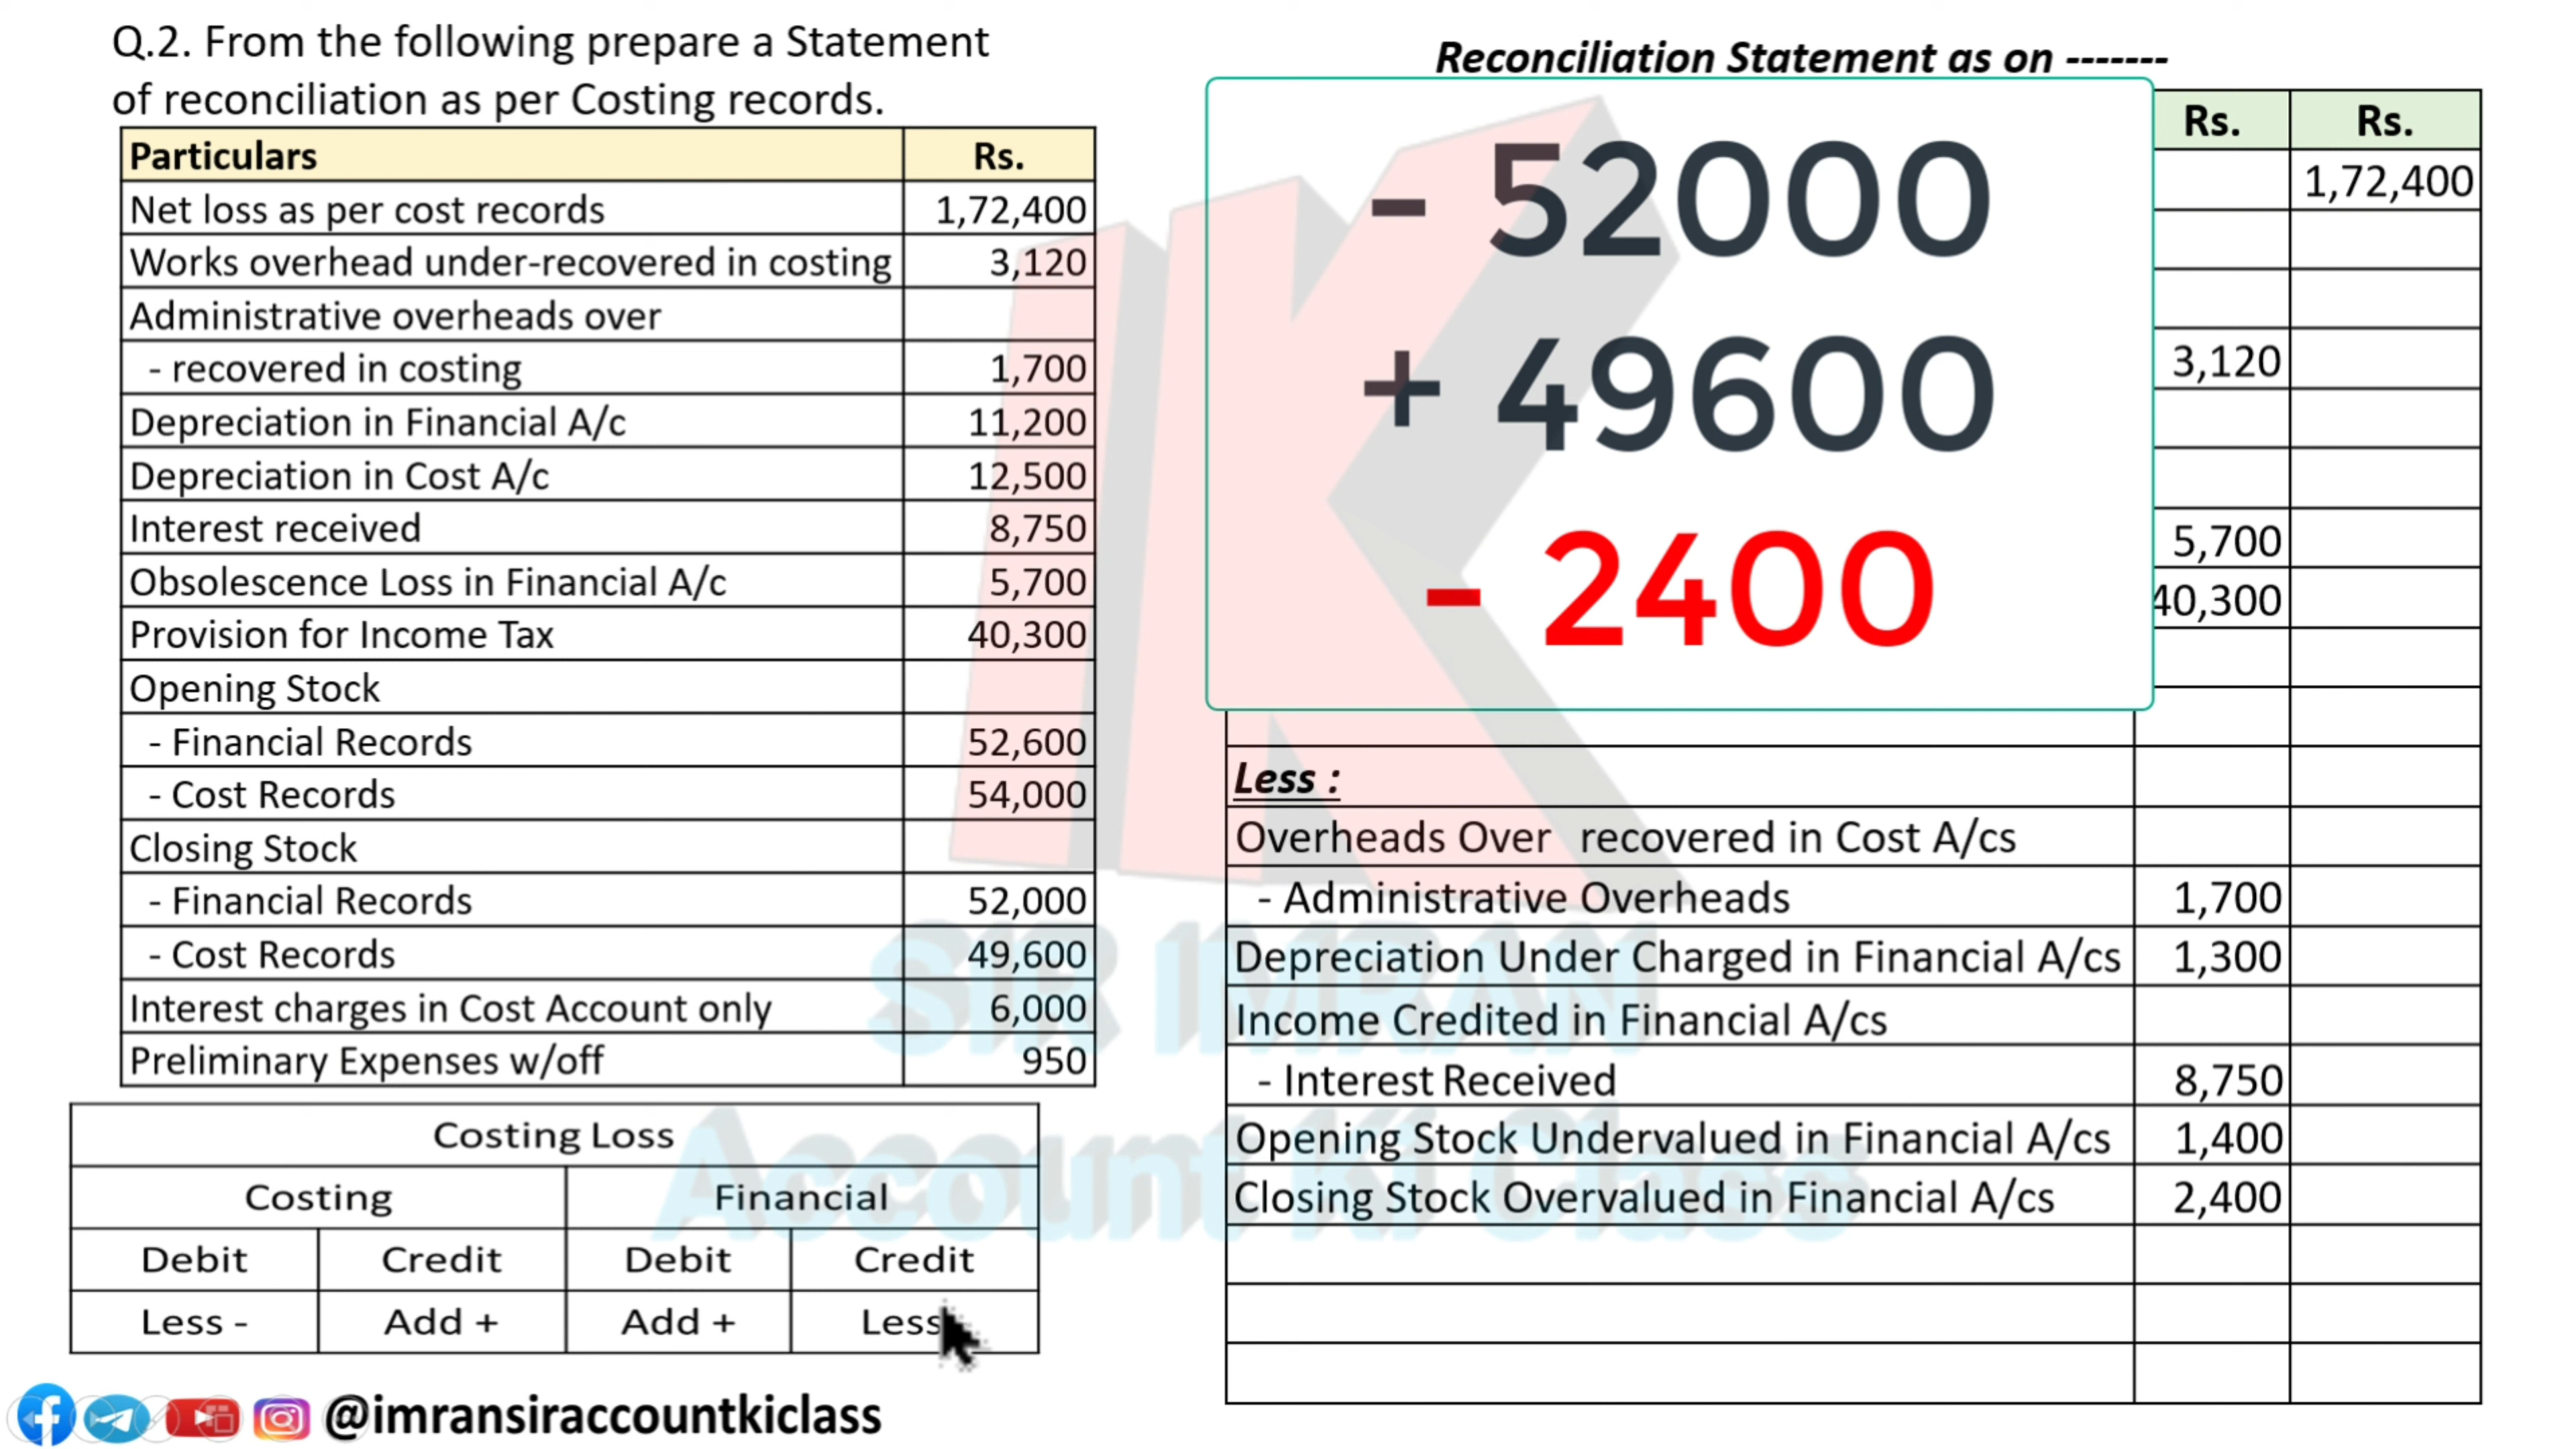 Q.2. From the following prepare a Statement
of reconciliation as per Costing records.
Particulars Rs.
Net loss as per cost records 1,72,400
Works overhead under-recovered in costing 3,120
Administrative overheads over
- recovered in costing 1,700
Depreciation in Financial A/c 11,200
Depreciation in Cost A/c 12,500
Interest received 8,750
Obsolescence Loss in Financial A/c 5,700
Provision for Income Tax 40,300
Opening Stock
- Financial Records 52,600
- Cost Records 54,000
Closing Stock
- Financial Records 52,000
- Cost Records 49,600
Interest charges in Cost Account only 6,000
Preliminary Expenses w/off 950
Costing Loss
Costing Financial
Debit Credit Debit Credit
Less - Add + Add + Less
@imransiraccountkiclass
Reconciliation Statement as on -------
Rs. Rs.
1,72,400
3,120
5,700
40,300
- 52000
+ 49600
- 2400
Less :
Overheads Over recovered in Cost A/cs
- Administrative Overheads 1,700
Depreciation Under Charged in Financial A/cs 1,300
Income Credited in Financial A/cs
- Interest Received 8,750
Opening Stock Undervalued in Financial A/cs 1,400
Closing Stock Overvalued in Financial A/cs 2,400
IK
SIR IMRAN
Account Ki Class